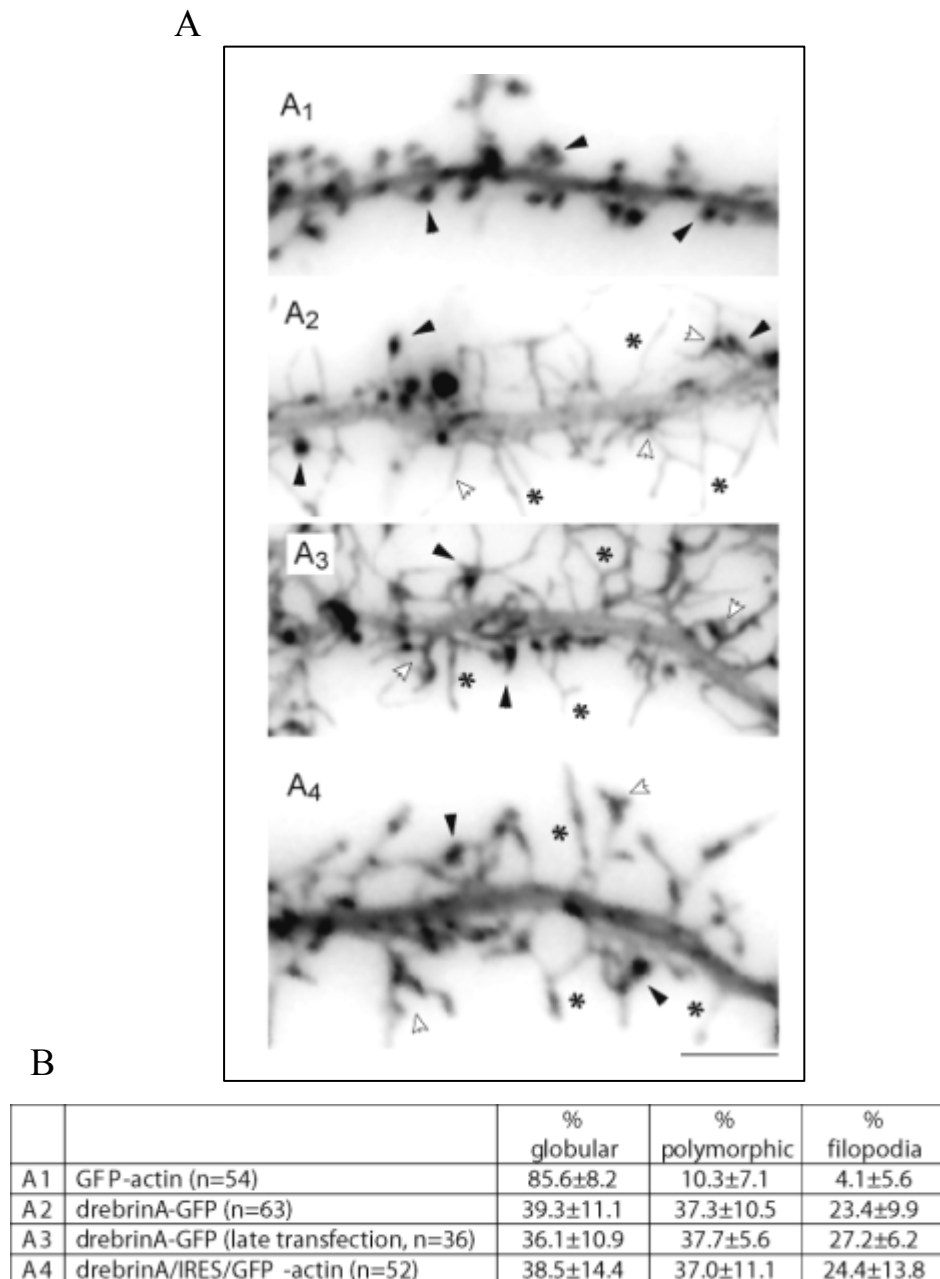 A
A1
*
A2
*
*
*
A3
*
*
*
A4
*
*
*
B
% globular % polymorphic % filopodia
A1 GFP-actin (n=54) 85.6±8.2 10.3±7.1 4.1±5.6
A2 drebrinA-GFP (n=63) 39.3±11.1 37.3±10.5 23.4±9.9
A3 drebrinA-GFP (late transfection, n=36) 36.1±10.9 37.7±5.6 27.2±6.2
A4 drebrinA/IRES/GFP -actin (n=52) 38.5±14.4 37.0±11.1 24.4±13.8